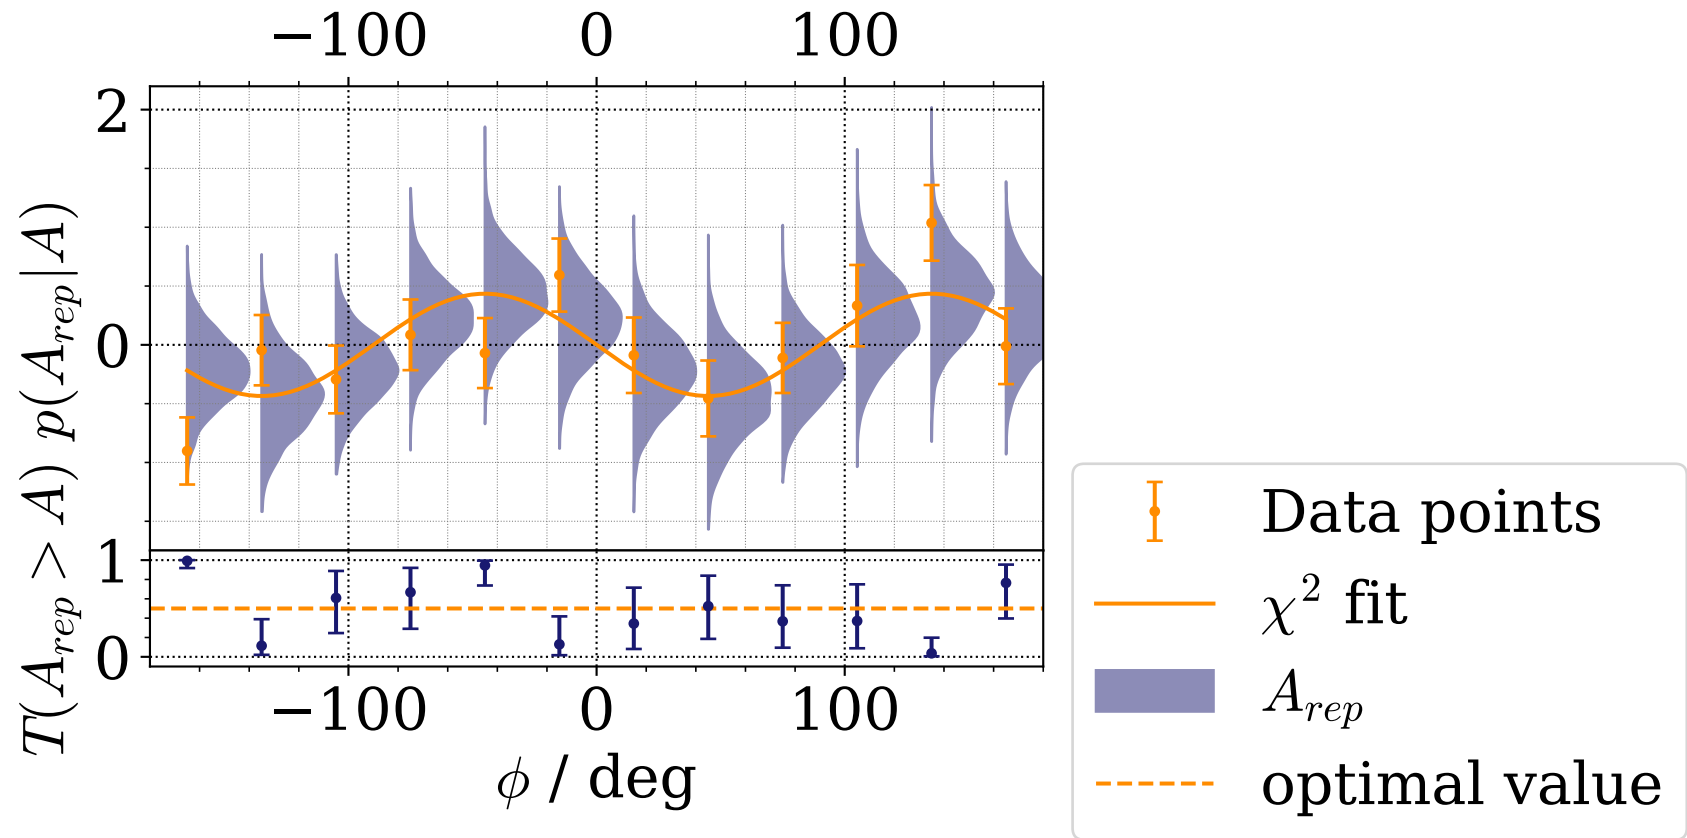 −100 0 100
2
0
p(A_rep|A)
1
0
T(A_rep > A)
−100 0 100
ϕ / deg
Data points
χ² fit
A_rep
optimal value